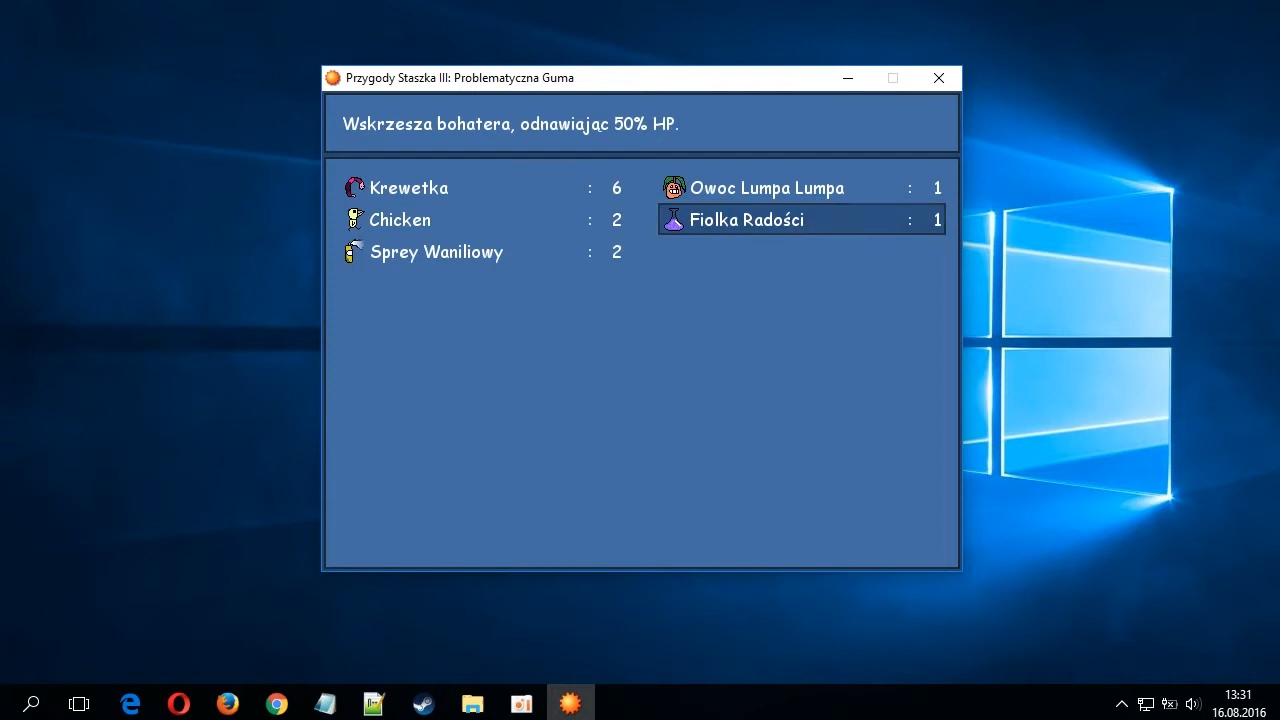 Przygody Staszka III: Problematyczna Guma
Wskrzesza bohatera, odnawiając 50% HP.
Krewetka : 6 Owoc Lumpa Lumpa : 1
Chicken : 2 Fiolka Radości : 1
Sprey Waniliowy : 2
13:31
16.08.2016